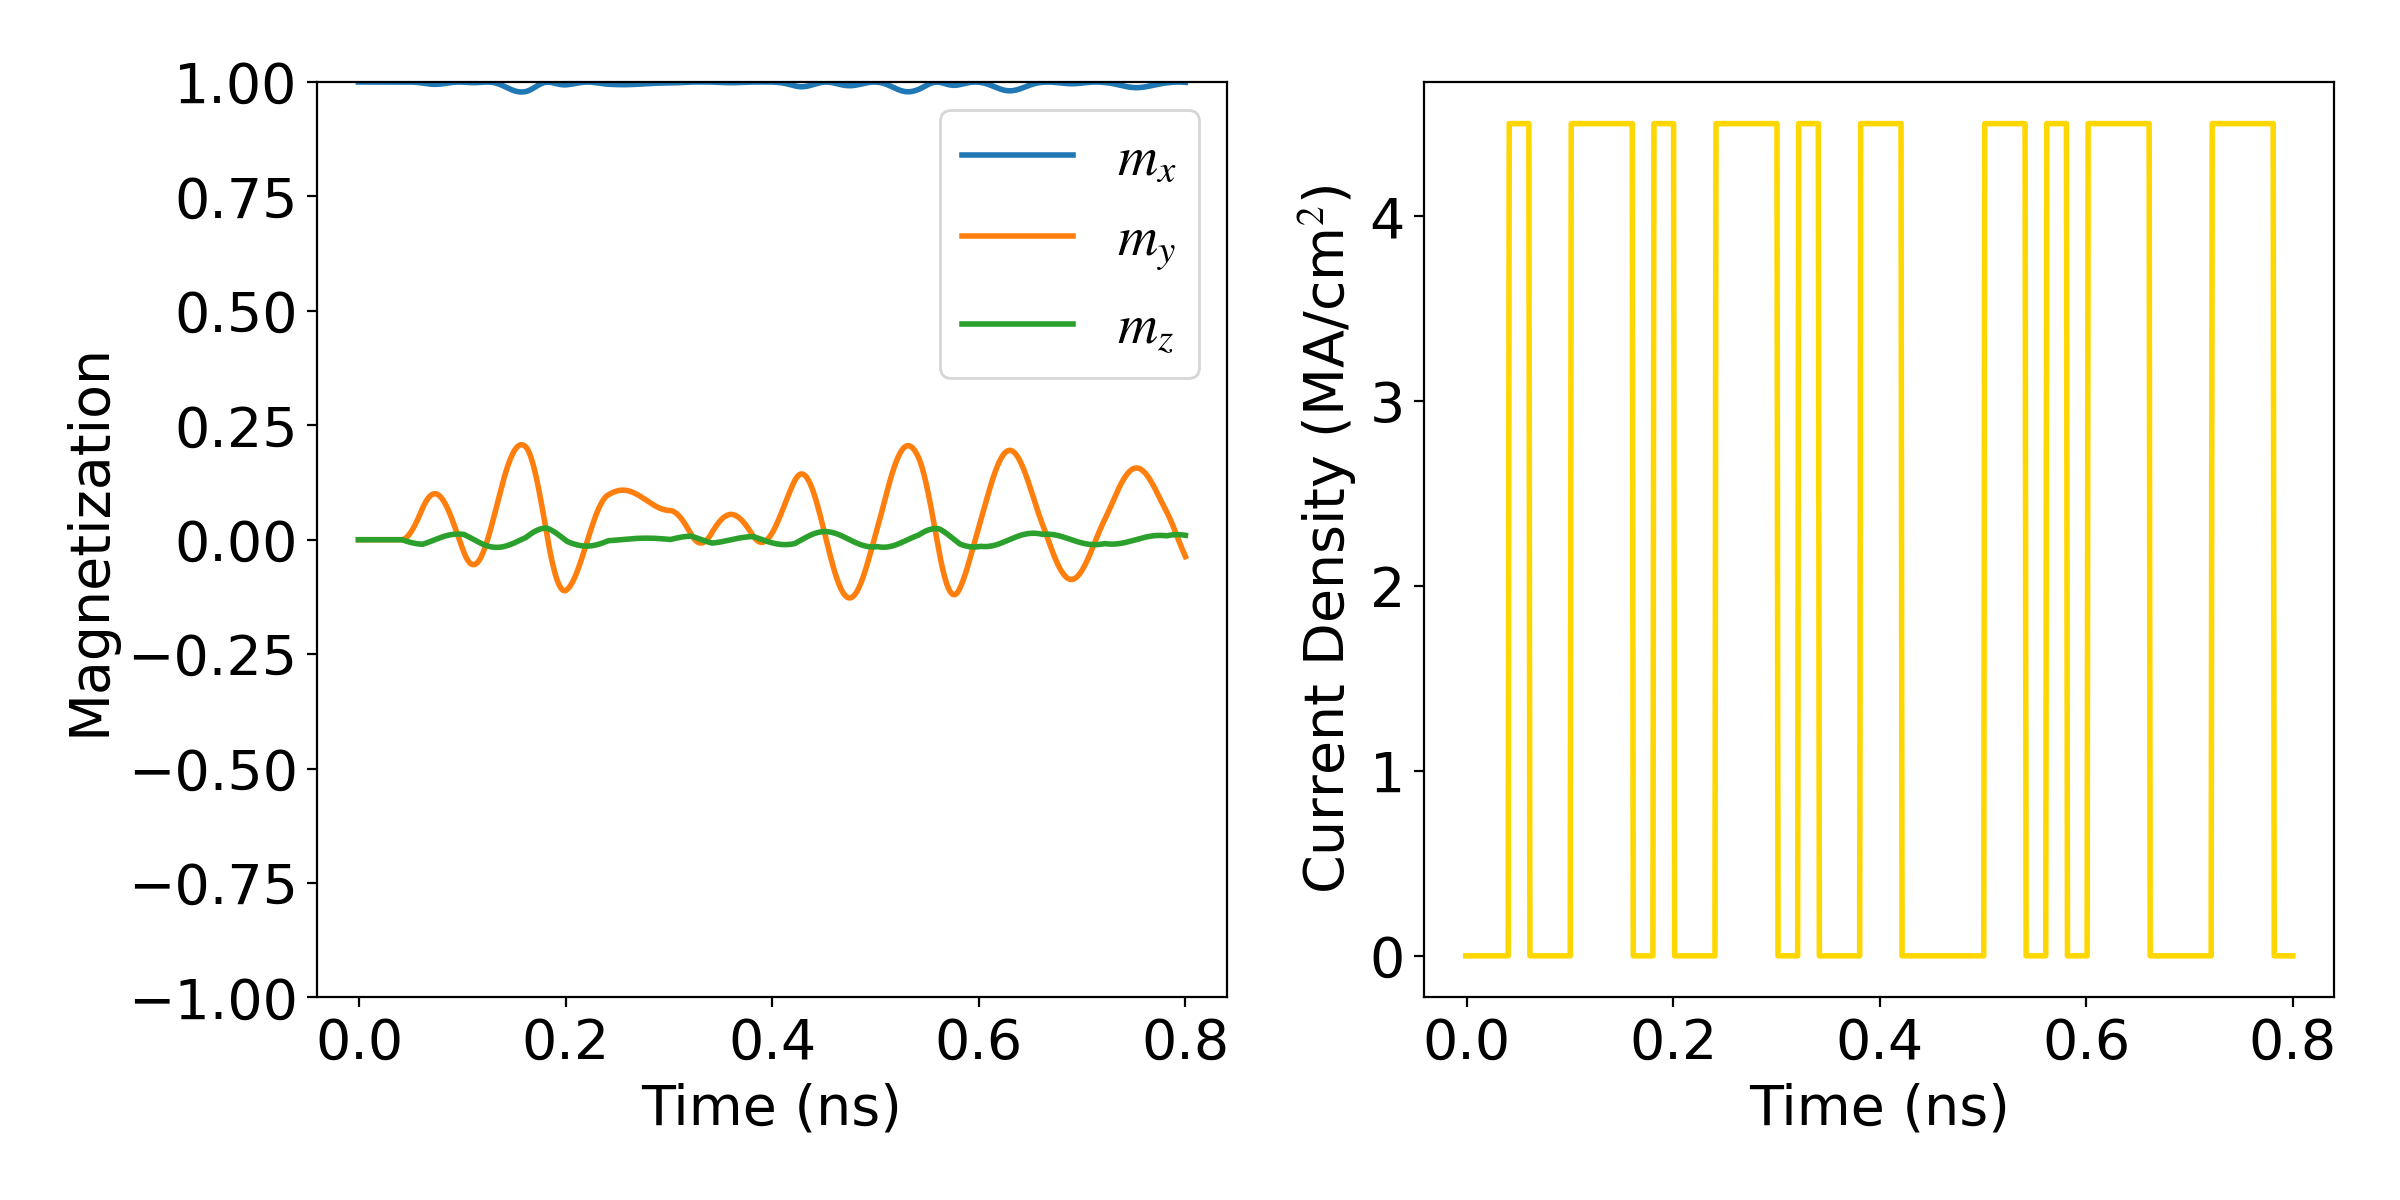 Magnetization
1.00
0.75
0.50
0.25
0.00
−0.25
−0.50
−0.75
−1.00
0.0 0.2 0.4 0.6 0.8
Time (ns)
m_x
m_y
m_z
Current Density (MA/cm²)
4
3
2
1
0
0.0 0.2 0.4 0.6 0.8
Time (ns)